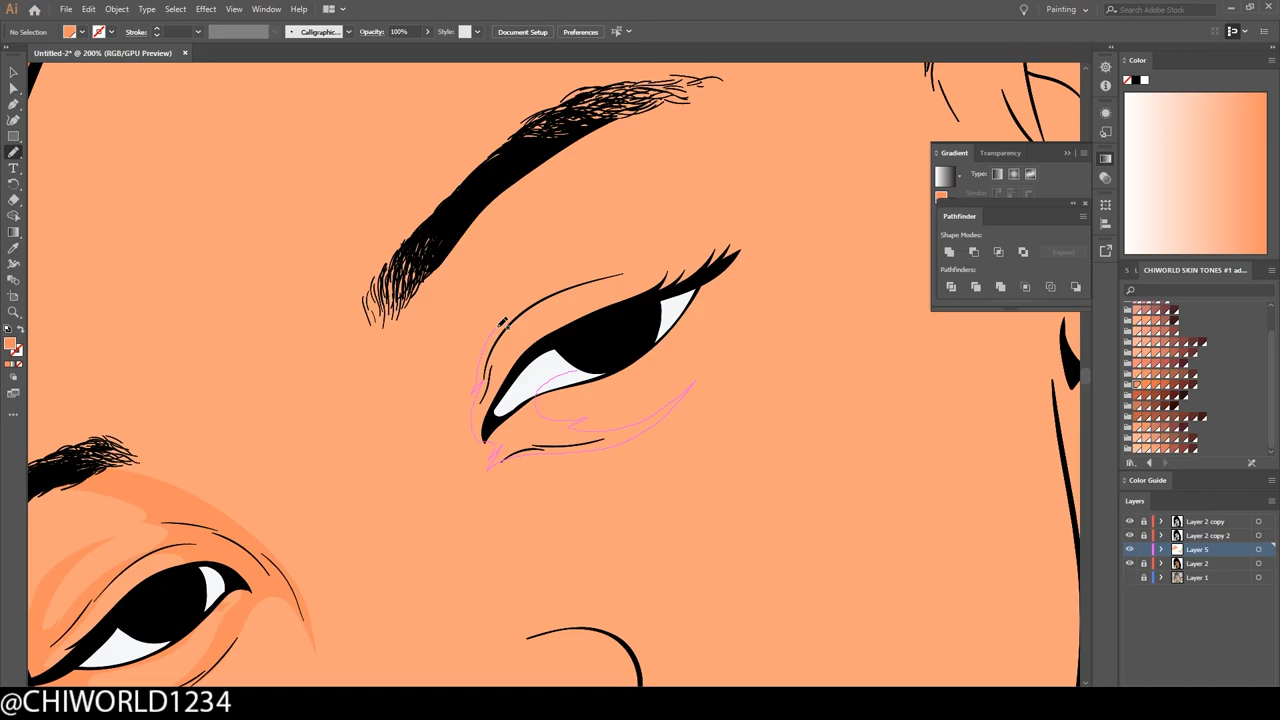 Ai File Edit Object Type Select Effect View Window Help Painting Search Adobe Stock
No Selection Stroke: Calligraphic... Opacity: 100% Style: Document Setup Preferences
Untitled-2* @ 200% (RGB/GPU Preview)
Color
Gradient Transparency
Type:
Stroke:
Pathfinder
Shape Modes:
Expand
Pathfinders:
S L CHIWORLD SKIN TONES #1 ad...
Color Guide
Layers
Layer 2 copy
Layer 2 copy 2
Layer 5
Layer 2
Layer 1
@CHIWORLD1234